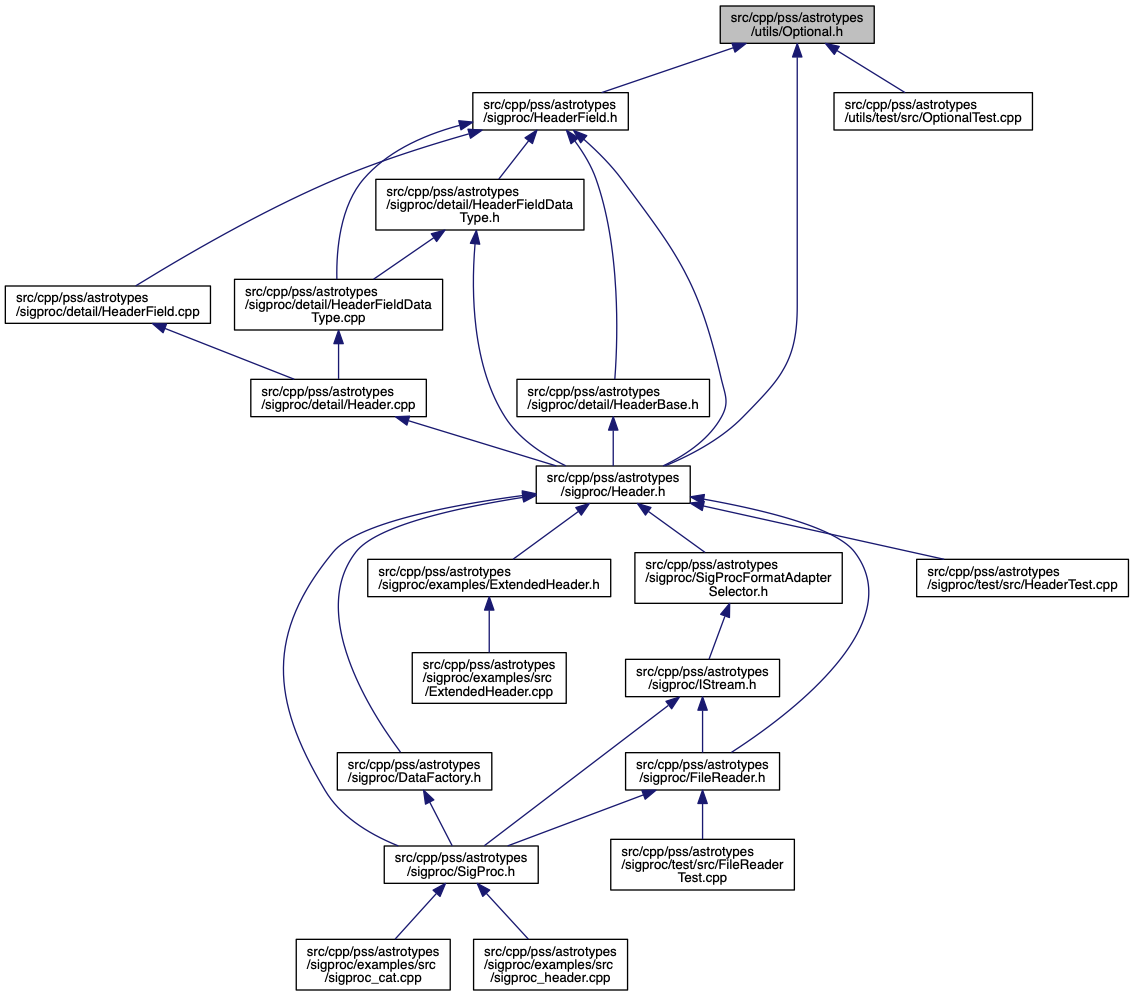 src/cpp/pss/astrotypes
/utils/Optional.h
src/cpp/pss/astrotypes
/sigproc/HeaderField.h
src/cpp/pss/astrotypes
/utils/test/src/OptionalTest.cpp
src/cpp/pss/astrotypes
/sigproc/detail/HeaderFieldData
Type.h
src/cpp/pss/astrotypes
/sigproc/detail/HeaderField.cpp
src/cpp/pss/astrotypes
/sigproc/detail/HeaderFieldData
Type.cpp
src/cpp/pss/astrotypes
/sigproc/detail/Header.cpp
src/cpp/pss/astrotypes
/sigproc/detail/HeaderBase.h
src/cpp/pss/astrotypes
/sigproc/Header.h
src/cpp/pss/astrotypes
/sigproc/examples/ExtendedHeader.h
src/cpp/pss/astrotypes
/sigproc/SigProcFormatAdapter
Selector.h
src/cpp/pss/astrotypes
/sigproc/test/src/HeaderTest.cpp
src/cpp/pss/astrotypes
/sigproc/examples/src
/ExtendedHeader.cpp
src/cpp/pss/astrotypes
/sigproc/IStream.h
src/cpp/pss/astrotypes
/sigproc/DataFactory.h
src/cpp/pss/astrotypes
/sigproc/FileReader.h
src/cpp/pss/astrotypes
/sigproc/SigProc.h
src/cpp/pss/astrotypes
/sigproc/test/src/FileReader
Test.cpp
src/cpp/pss/astrotypes
/sigproc/examples/src
/sigproc_cat.cpp
src/cpp/pss/astrotypes
/sigproc/examples/src
/sigproc_header.cpp